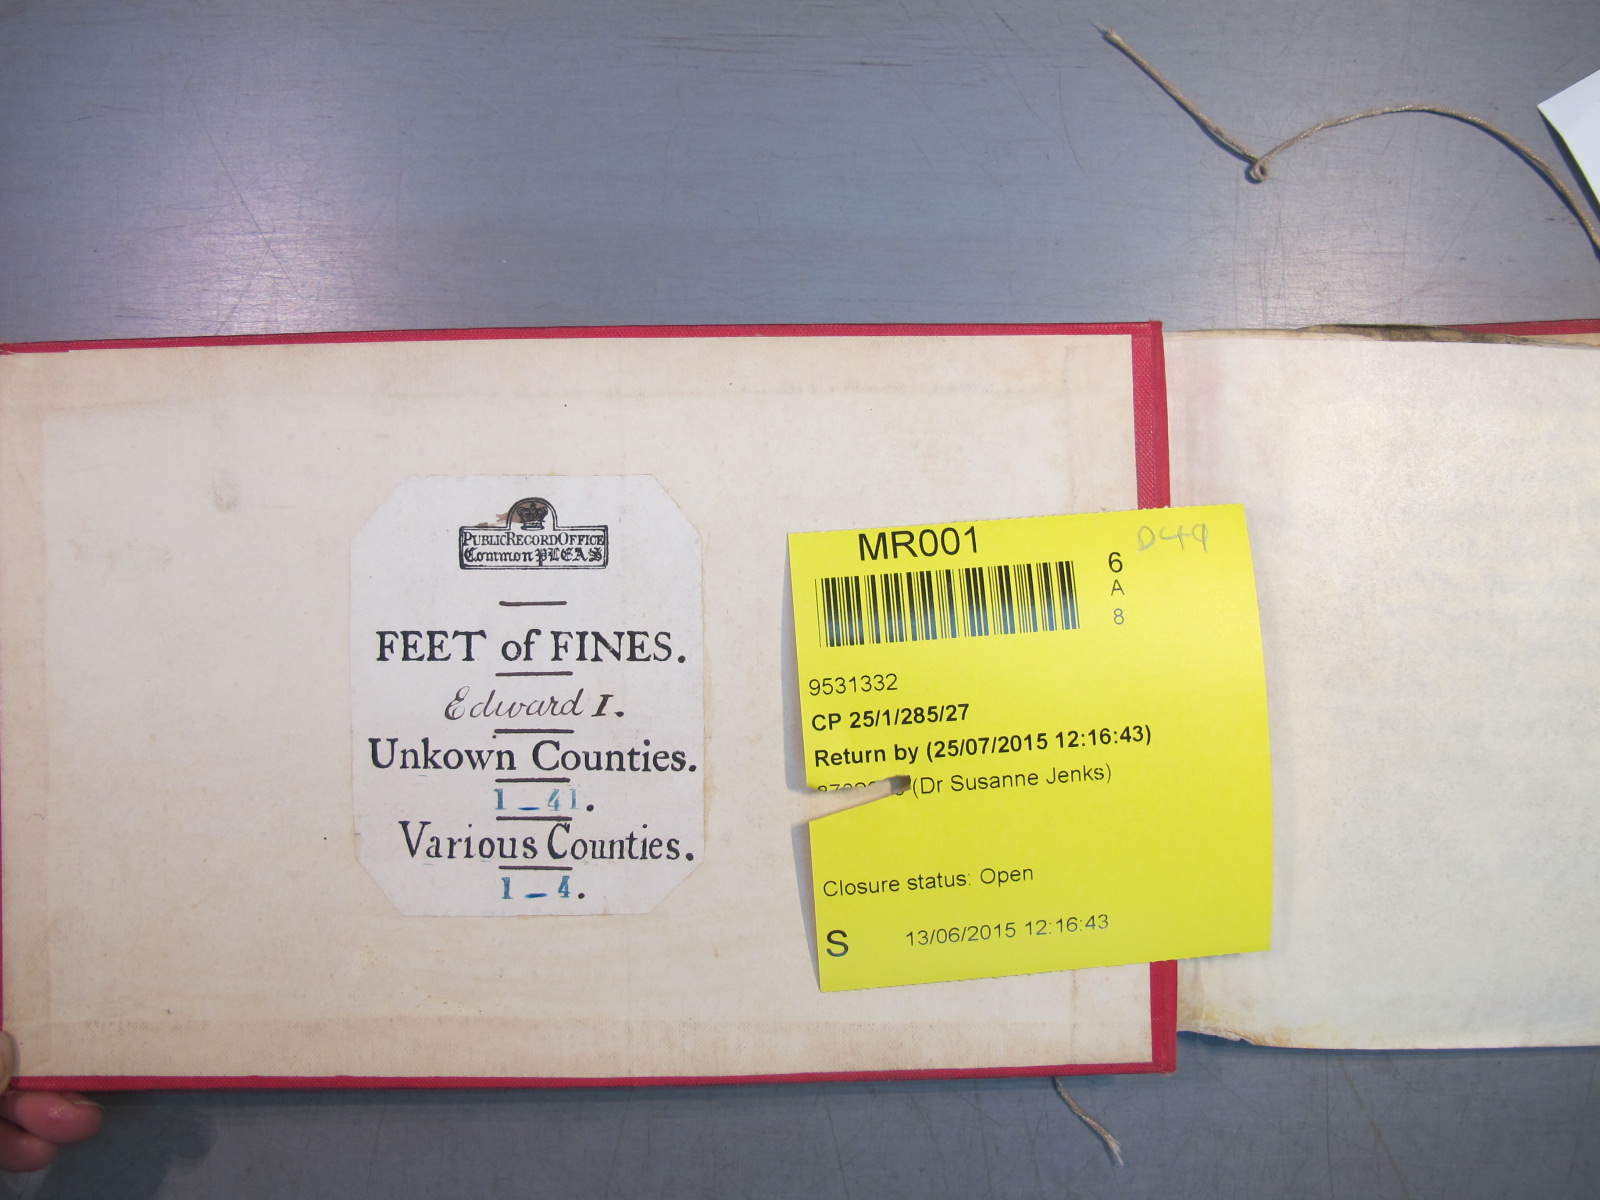 PUBLIC RECORD OFFICE
Common PLEAS
FEET of FINES.
Edward I.
Unkown Counties.
1_41.
Various Counties.
1_4.
MR001
D49
6
A
8
9531332
CP 25/1/285/27
Return by (25/07/2015 12:16:43)
(Dr Susanne Jenks)
Closure status: Open
S 13/06/2015 12:16:43